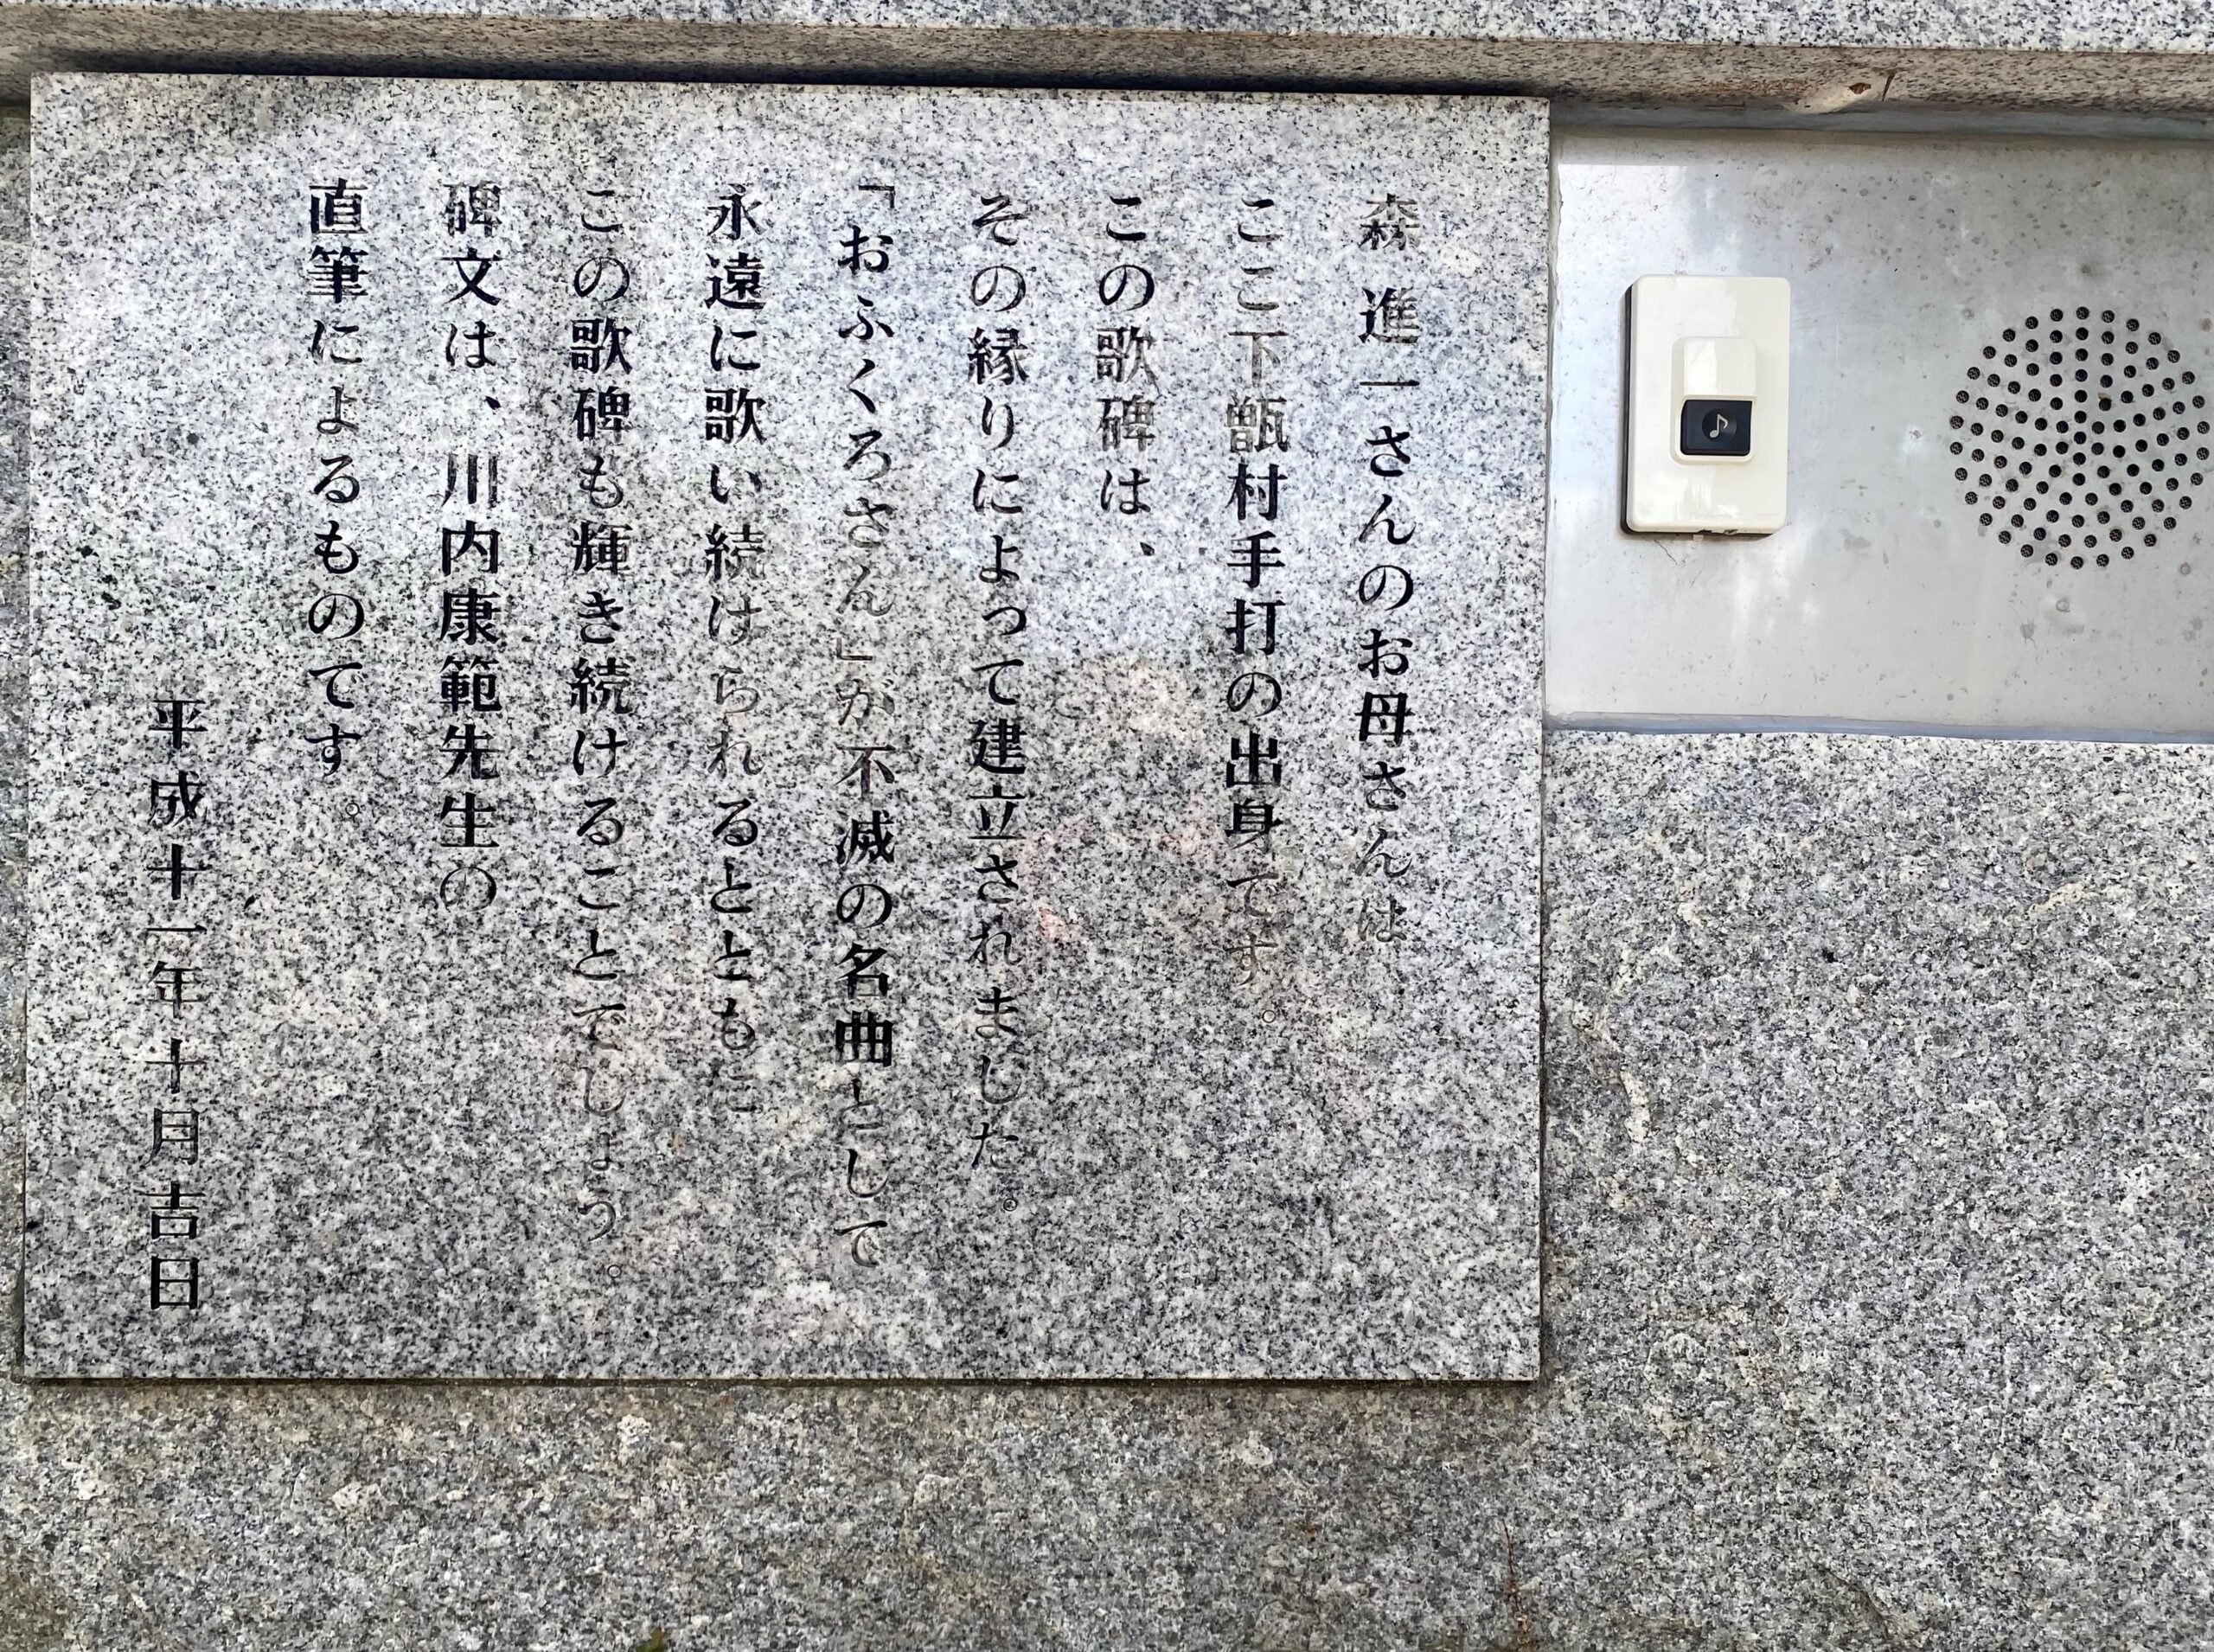 森 進一さんのお母さんは
ここ下甑村手打の出身です。
この歌碑は、
その縁りによって建立されました。
「おふくろさん」が不滅の名曲として
永遠に歌い続けられるとともに
この歌碑も輝き続けることでしょう。
碑文は、川内康範先生の
直筆によるものです。
平成十一年十月吉日